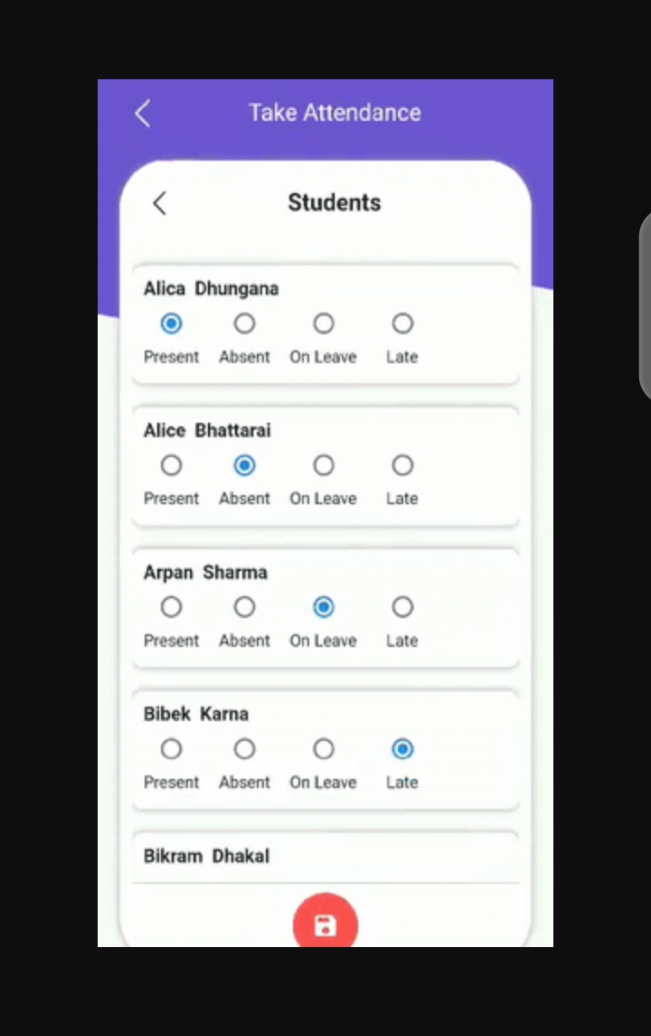 Take Attendance
Students
Alica Dhungana
Present Absent On Leave Late
Alice Bhattarai
Present Absent On Leave Late
Arpan Sharma
Present Absent On Leave Late
Bibek Karna
Present Absent On Leave Late
Bikram Dhakal